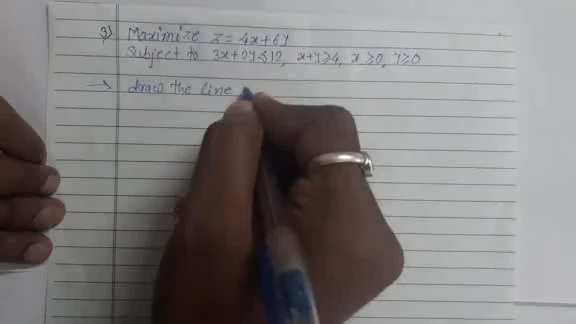 3) Maximize z = 4x+6y
Subject to 3x+2y≤12, x+y≥4, x≥0, y≥0
→ draw the line